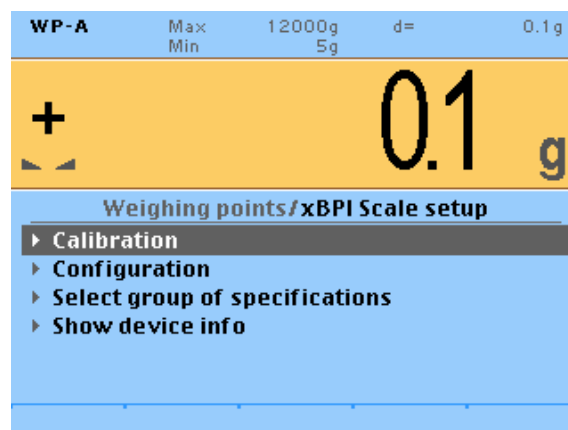 WP-A Max 12000g d= 0.1g
Min 5g
+ 0.1 g
Weighing points/xBPI Scale setup
Calibration
Configuration
Select group of specifications
Show device info